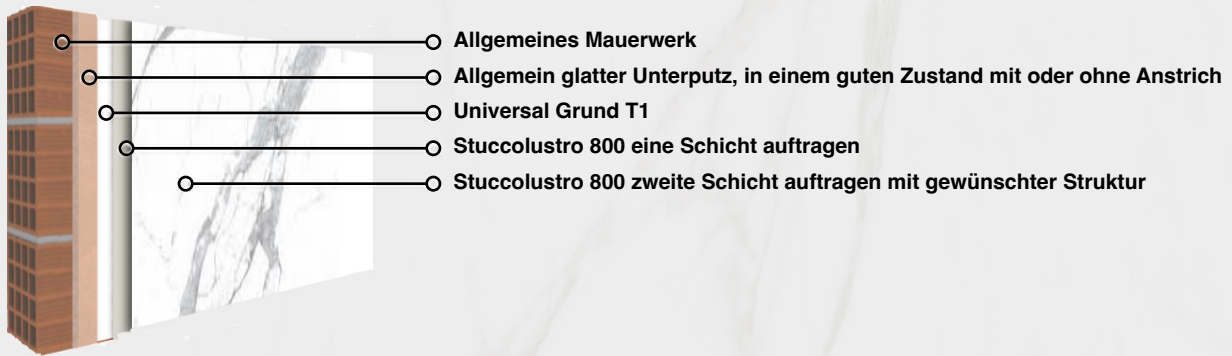 Allgemeines Mauerwerk
Allgemein glatter Unterputz, in einem guten Zustand mit oder ohne Anstrich
Universal Grund T1
Stuccolustro 800 eine Schicht auftragen
Stuccolustro 800 zweite Schicht auftragen mit gewünschter Struktur